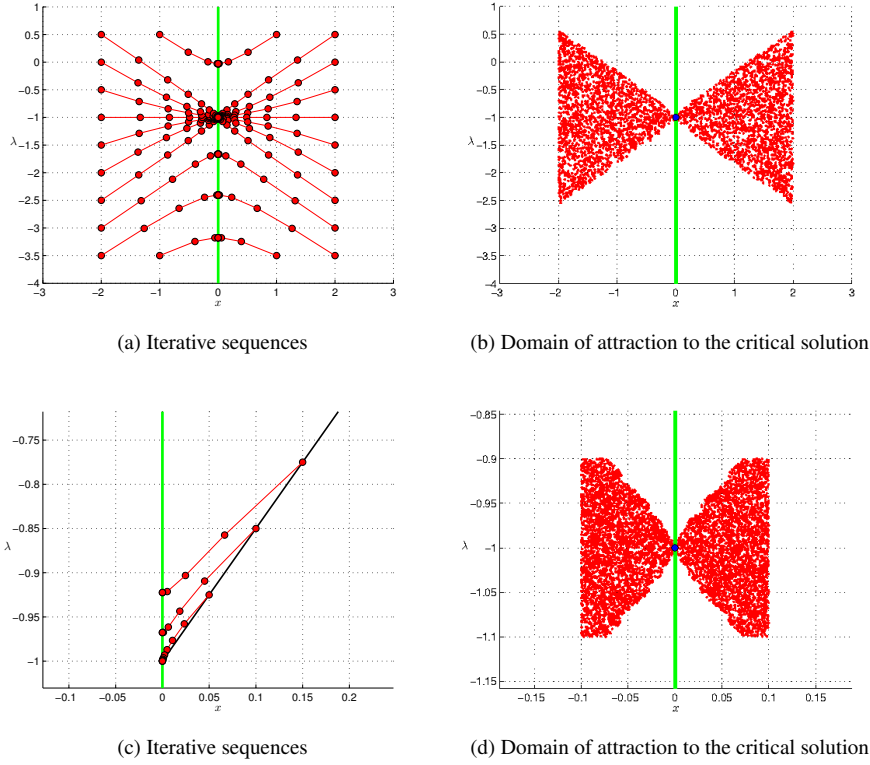 1
0.5
0
−0.5
−1
−1.5
−2
−2.5
−3
−3.5
−4
λ
−3 −2 −1 0 1 2 3
x
(a) Iterative sequences
1
0.5
0
−0.5
−1
−1.5
−2
−2.5
−3
−3.5
−4
λ
−3 −2 −1 0 1 2 3
x
(b) Domain of attraction to the critical solution
−0.75
−0.8
−0.85
−0.9
−0.95
−1
λ
−0.1 −0.05 0 0.05 0.1 0.15 0.2
x
(c) Iterative sequences
−0.85
−0.9
−0.95
−1
−1.05
−1.1
−1.15
λ
−0.15 −0.1 −0.05 0 0.05 0.1 0.15
x
(d) Domain of attraction to the critical solution